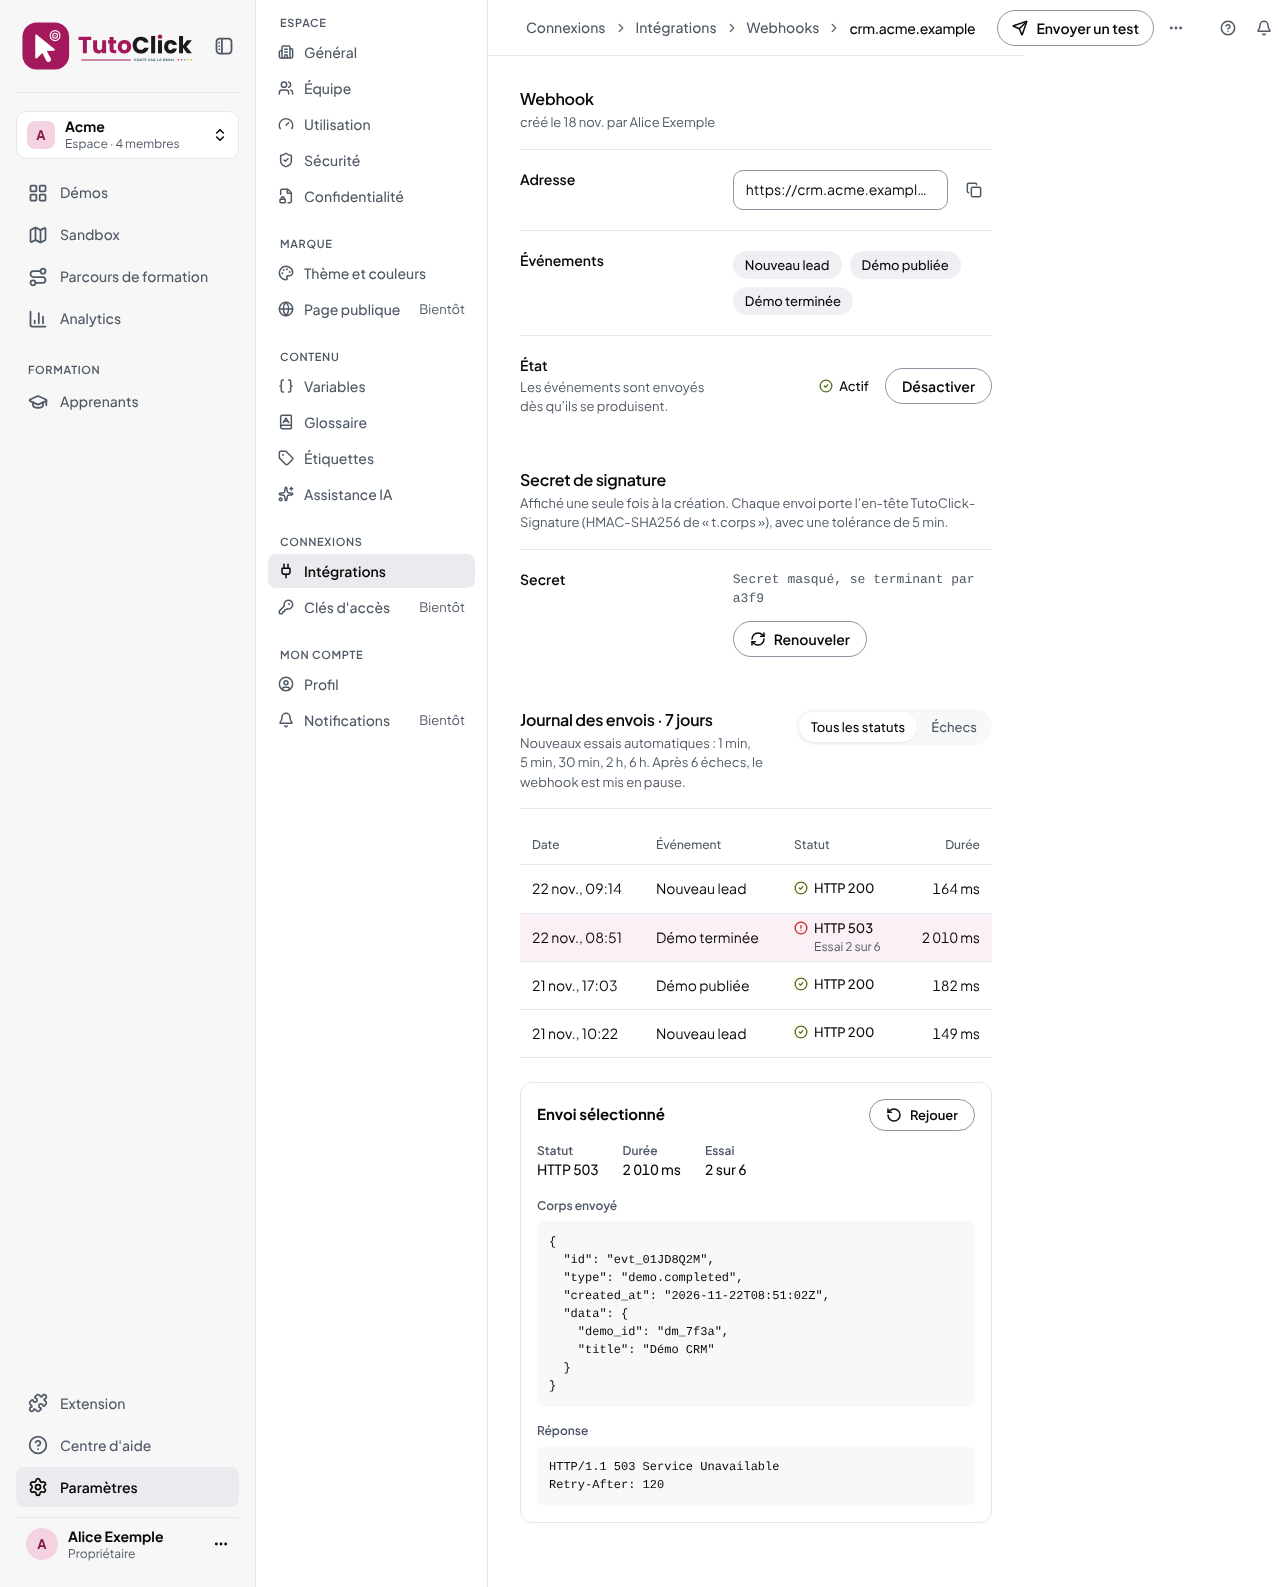 TutoClick
Acme
A
Espace · 4 membres
Démos
Sandbox
Parcours de formation
Analytics
FORMATION
Apprenants
Extension
Centre d'aide
Paramètres
A
Alice Exemple
Propriétaire
ESPACE
Général
Équipe
Utilisation
Sécurité
Confidentialité
MARQUE
Thème et couleurs
Page publique Bientôt
CONTENU
Variables
Glossaire
Étiquettes
Assistance IA
CONNEXIONS
Intégrations
Clés d'accès Bientôt
MON COMPTE
Profil
Notifications Bientôt
Connexions Intégrations Webhooks crm.acme.example Envoyer un test
Webhook
créé le 18 nov. par Alice Exemple
Adresse https://crm.acme.exampl…
Événements Nouveau lead Démo publiée
Démo terminée
État
Les événements sont envoyés
dès qu'ils se produisent.
Actif Désactiver
Secret de signature
Affiché une seule fois à la création. Chaque envoi porte l'en-tête TutoClick-
Signature (HMAC-SHA256 de « t.corps »), avec une tolérance de 5 min.
Secret Secret masqué, se terminant par
a3f9
Renouveler
Journal des envois · 7 jours
Nouveaux essais automatiques : 1 min,
5 min, 30 min, 2 h, 6 h. Après 6 échecs, le
webhook est mis en pause.
Tous les statuts Échecs
Date Événement Statut Durée
22 nov., 09:14 Nouveau lead HTTP 200 164 ms
22 nov., 08:51 Démo terminée HTTP 503 2 010 ms
Essai 2 sur 6
21 nov., 17:03 Démo publiée HTTP 200 182 ms
21 nov., 10:22 Nouveau lead HTTP 200 149 ms
Envoi sélectionné Rejouer
Statut Durée Essai
HTTP 503 2 010 ms 2 sur 6
Corps envoyé
{
"id": "evt_01JD8Q2M",
"type": "demo.completed",
"created_at": "2026-11-22T08:51:02Z",
"data": {
"demo_id": "dm_7f3a",
"title": "Démo CRM"
}
}
Réponse
HTTP/1.1 503 Service Unavailable
Retry-After: 120